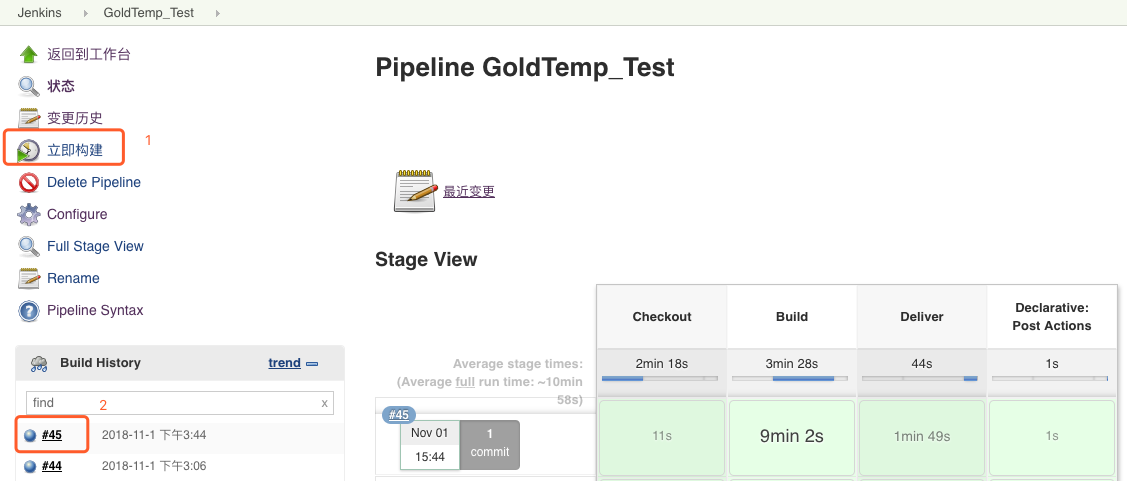 Jenkins GoldTemp_Test
返回到工作台
状态
变更历史
立即构建
1
Delete Pipeline
Configure
Full Stage View
Rename
Pipeline Syntax
Build History trend
find x
2
#45 2018-11-1 下午3:44
#44 2018-11-1 下午3:06
Pipeline GoldTemp_Test
最近变更
Stage View
Checkout
Build
Deliver
Declarative:
Post Actions
Average stage times:
(Average full run time: ~10min
58s)
2min 18s
3min 28s
44s
1s
#45
Nov 01
15:44
1
commit
11s
9min 2s
1min 49s
1s